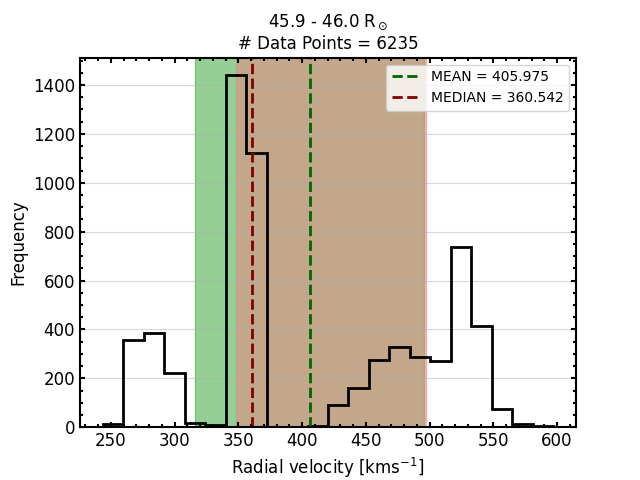 45.9 - 46.0 R⊙
# Data Points = 6235
MEAN = 405.975
MEDIAN = 360.542
Frequency
1400
1200
1000
800
600
400
200
0
250 300 350 400 450 500 550 600
Radial velocity [kms⁻¹]